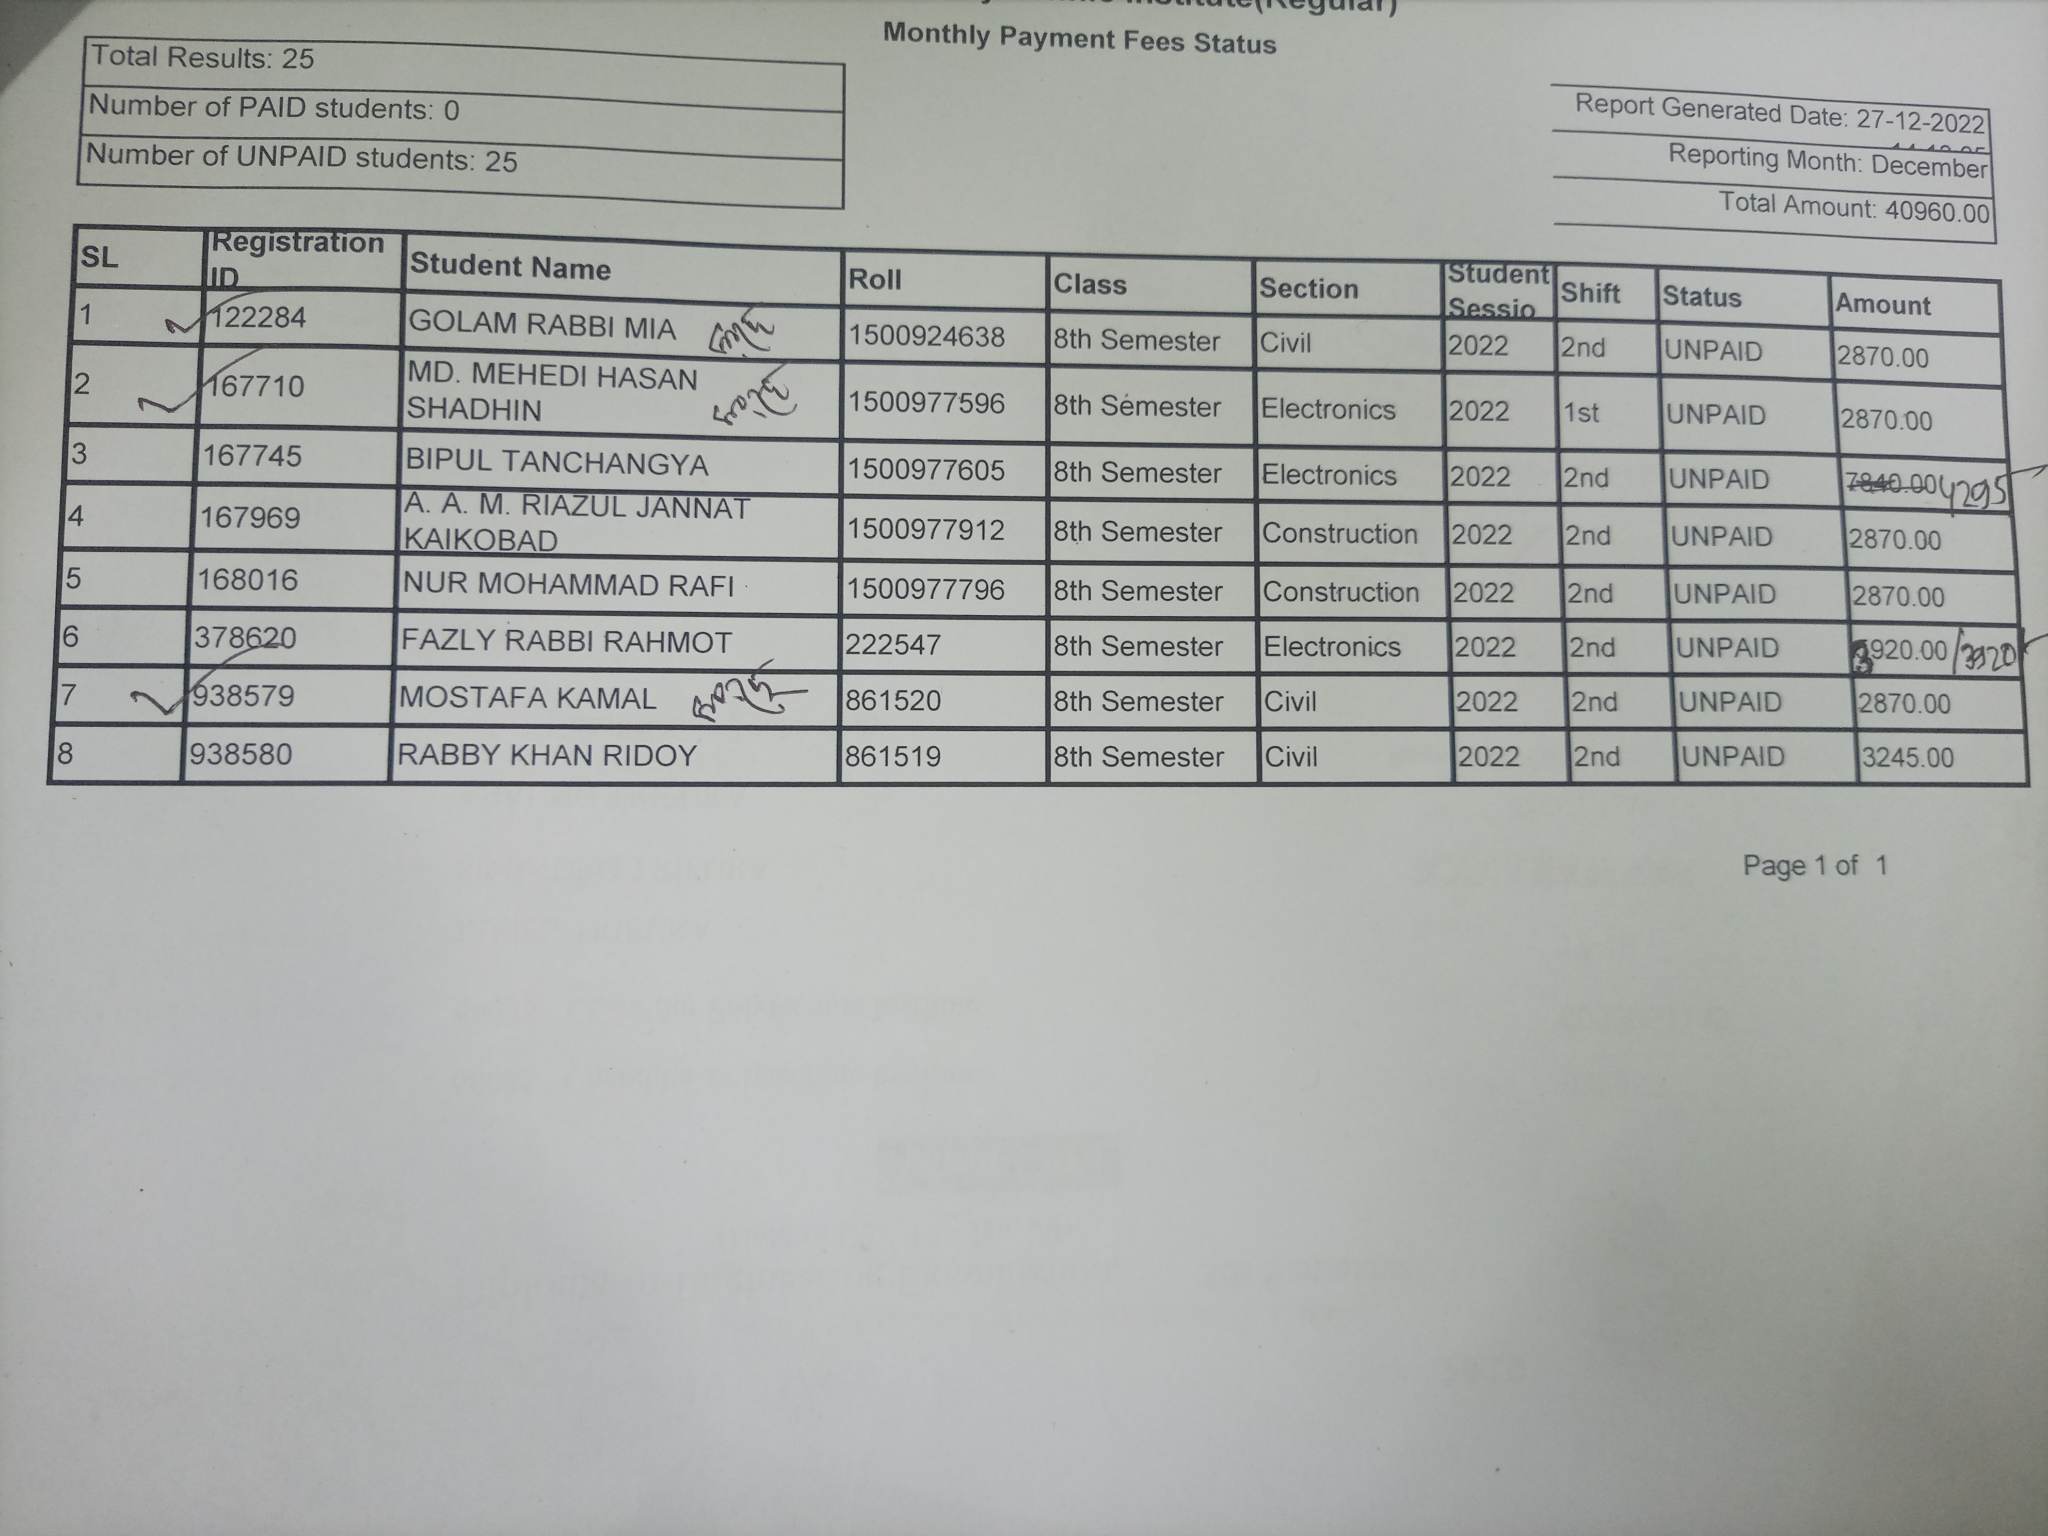 Institute(Regular)
Monthly Payment Fees Status
Total Results: 25
Number of PAID students: 0
Number of UNPAID students: 25
Report Generated Date: 27-12-2022
Reporting Month: December
Total Amount: 40960.00
SL Registration ID Student Name Roll Class Section Student Sessio Shift Status Amount
1 122284 GOLAM RABBI MIA 1500924638 8th Semester Civil 2022 2nd UNPAID 2870.00
2 167710 MD. MEHEDI HASAN SHADHIN 1500977596 8th Semester Electronics 2022 1st UNPAID 2870.00
3 167745 BIPUL TANCHANGYA 1500977605 8th Semester Electronics 2022 2nd UNPAID 7840.00 4295
4 167969 A. A. M. RIAZUL JANNAT KAIKOBAD 1500977912 8th Semester Construction 2022 2nd UNPAID 2870.00
5 168016 NUR MOHAMMAD RAFI 1500977796 8th Semester Construction 2022 2nd UNPAID 2870.00
6 378620 FAZLY RABBI RAHMOT 222547 8th Semester Electronics 2022 2nd UNPAID 3920.00/3920
7 938579 MOSTAFA KAMAL 861520 8th Semester Civil 2022 2nd UNPAID 2870.00
8 938580 RABBY KHAN RIDOY 861519 8th Semester Civil 2022 2nd UNPAID 3245.00
Page 1 of 1